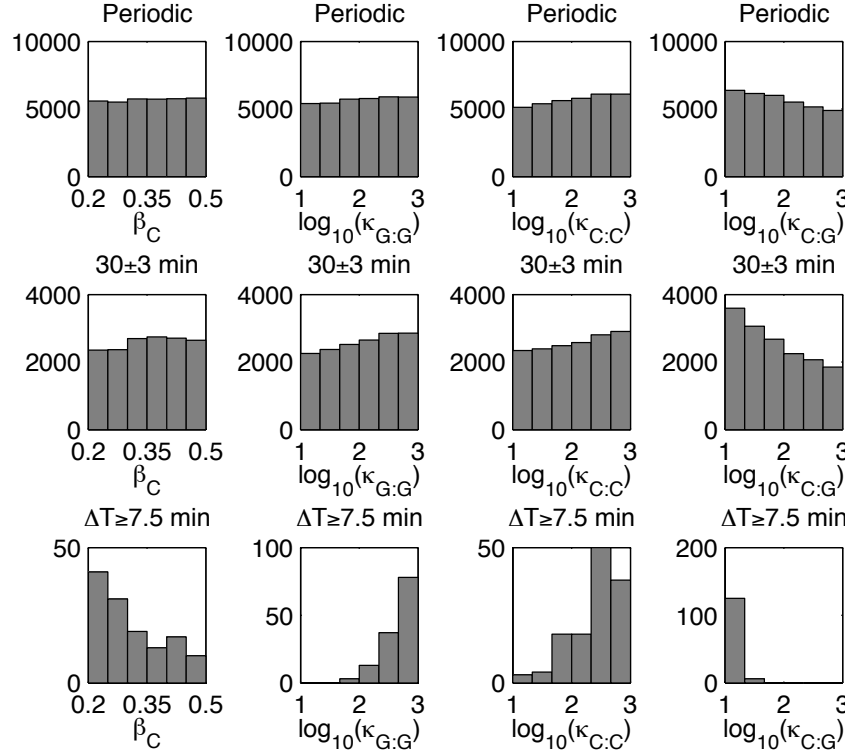 Periodic Periodic Periodic Periodic
10000 10000 10000 10000
5000 5000 5000 5000
0 0 0 0
0.2 0.35 0.5 1 2 3 1 2 3 1 2 3
β_C log_10(κ_G:G) log_10(κ_C:C) log_10(κ_C:G)
30±3 min 30±3 min 30±3 min 30±3 min
4000 4000 4000 4000
2000 2000 2000 2000
0 0 0 0
0.2 0.35 0.5 1 2 3 1 2 3 1 2 3
β_C log_10(κ_G:G) log_10(κ_C:C) log_10(κ_C:G)
ΔT≥7.5 min ΔT≥7.5 min ΔT≥7.5 min ΔT≥7.5 min
50 100 50 200
50 100
0 0 0 0
0.2 0.35 0.5 1 2 3 1 2 3 1 2 3
β_C log_10(κ_G:G) log_10(κ_C:C) log_10(κ_C:G)